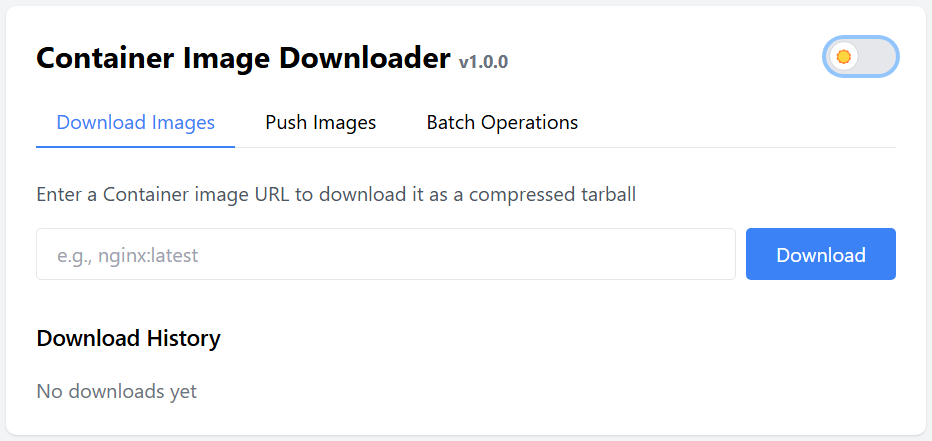 Container Image Downloader v1.0.0
Download Images Push Images Batch Operations
Enter a Container image URL to download it as a compressed tarball
e.g., nginx:latest Download
Download History
No downloads yet